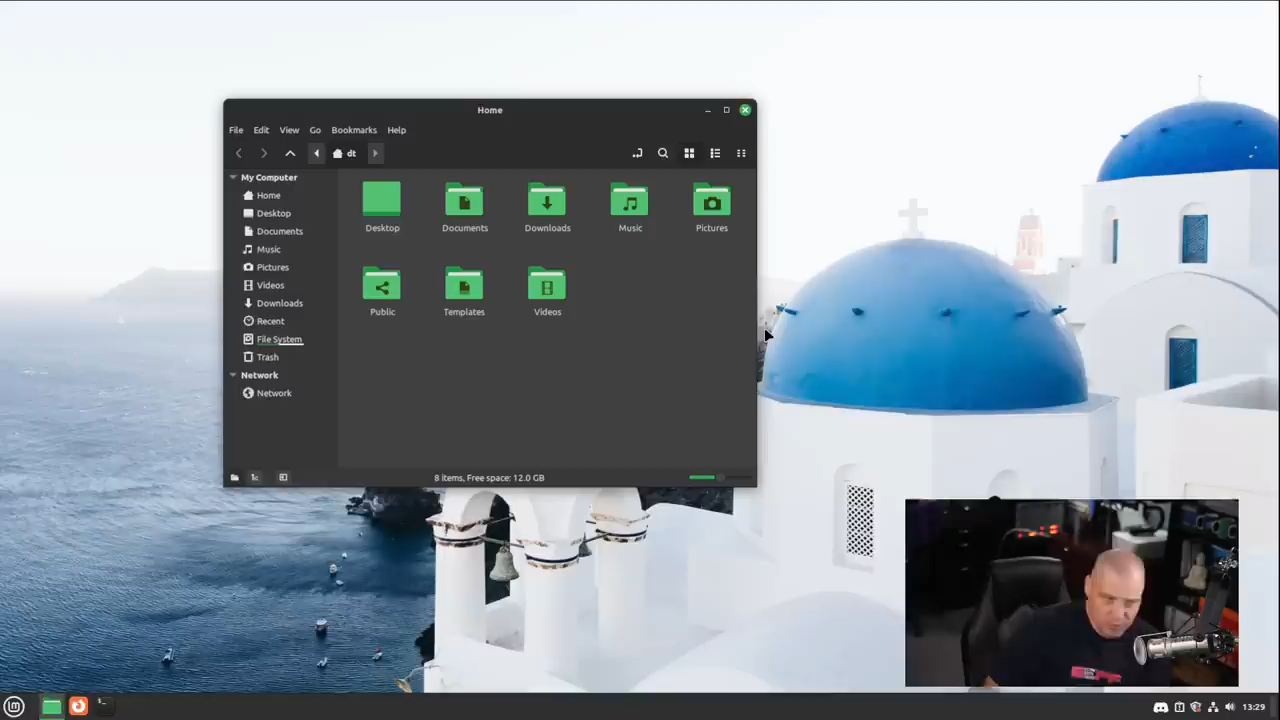 Home
File Edit View Go Bookmarks Help
dt
My Computer
Home
Desktop
Documents
Music
Pictures
Videos
Downloads
Recent
File System
Trash
Network
Network
Desktop Documents Downloads Music Pictures
Public Templates Videos
8 items, Free space: 12.0 GB
13:29